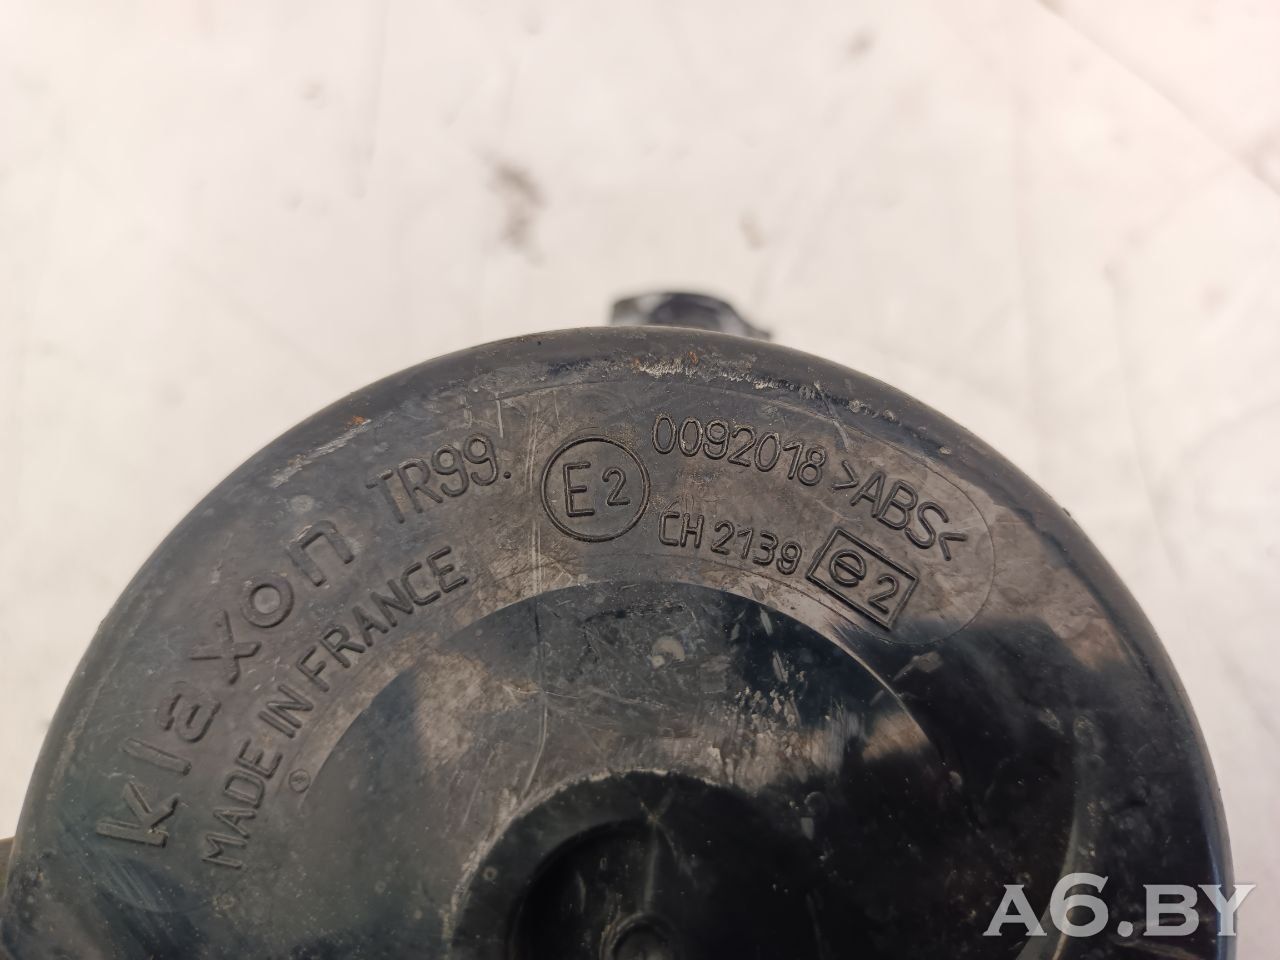 klaxon TR99.
MADE IN FRANCE
E2
0092018 >ABS<
CH 2139 e2
A6.BY